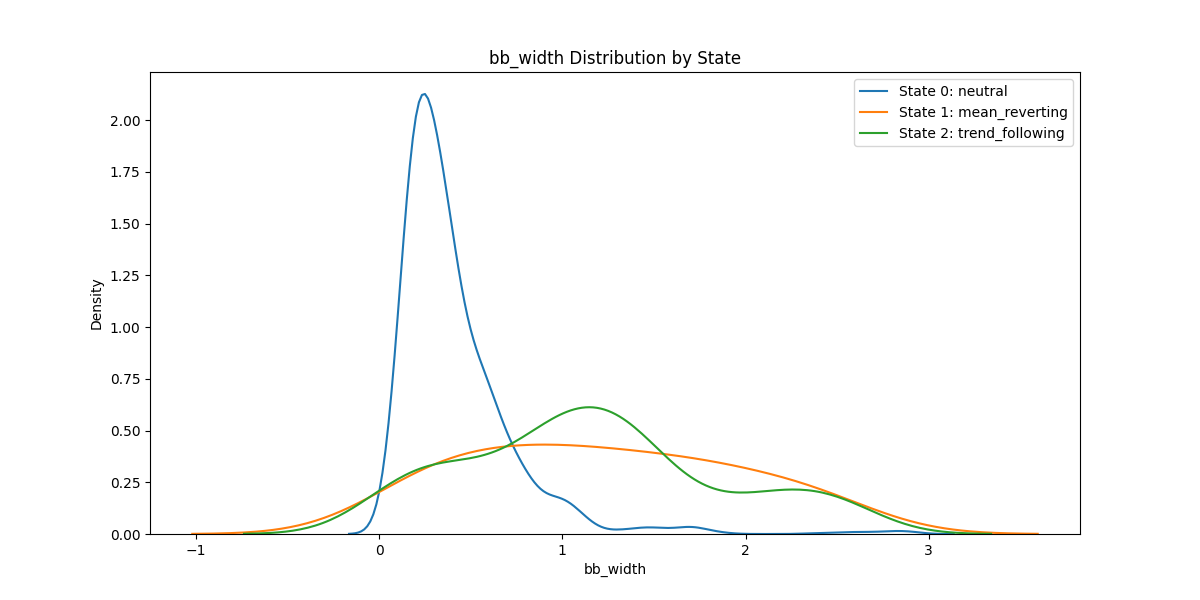 bb_width Distribution by State
State 0: neutral
State 1: mean_reverting
State 2: trend_following
Density
2.00
1.75
1.50
1.25
1.00
0.75
0.50
0.25
0.00
−1
0
1
2
3
bb_width